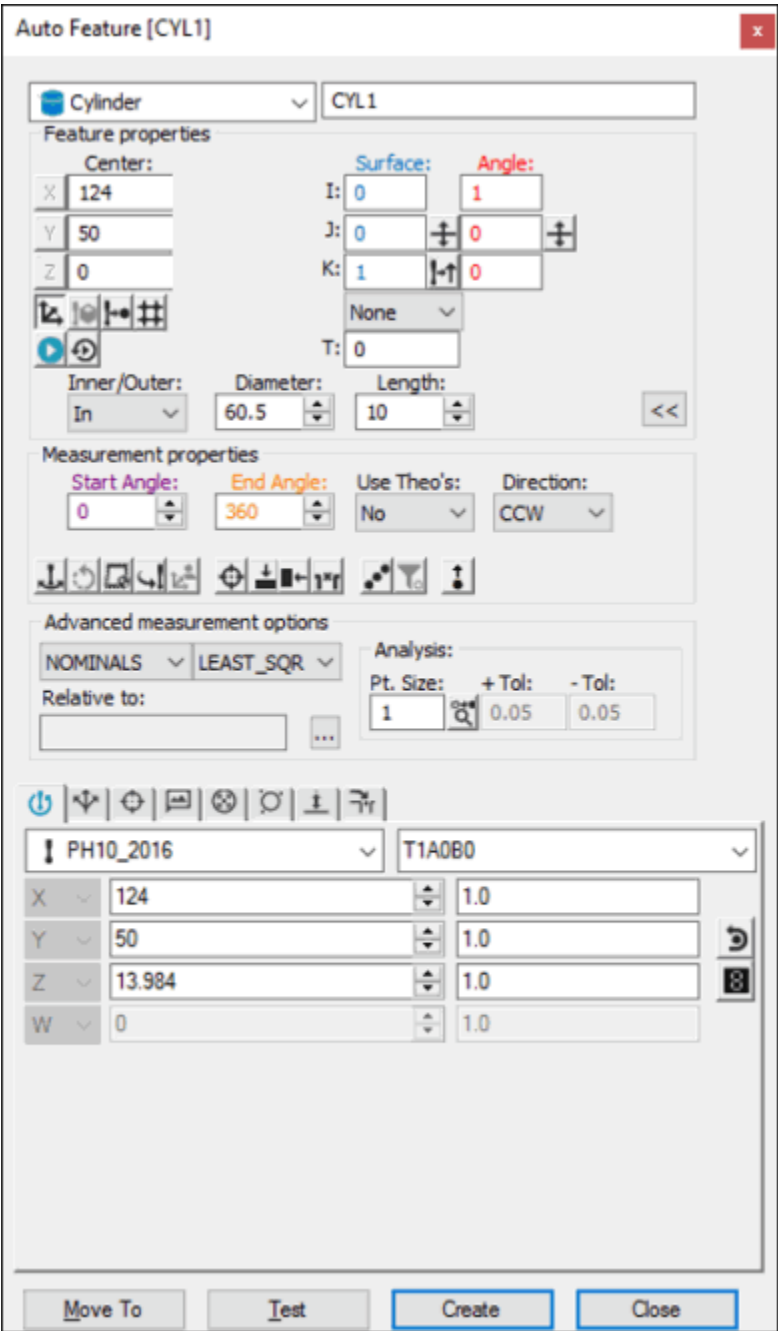 Auto Feature [CYL1]
x
Cylinder CYL1
Feature properties
Center: Surface: Angle:
X 124 I: 0 1
Y 50 J: 0 0
Z 0 K: 1 0
None
T: 0
Inner/Outer: Diameter: Length:
In 60.5 10 <<
Measurement properties
Start Angle: End Angle: Use Theo's: Direction:
0 360 No CCW
Advanced measurement options
NOMINALS LEAST_SQR Analysis:
Relative to: Pt. Size: + Tol: - Tol:
... 1 0.05 0.05
PH10_2016 T1A0B0
X 124 1.0
Y 50 1.0
Z 13.984 1.0
8
W 0 1.0
Move To Test Create Close